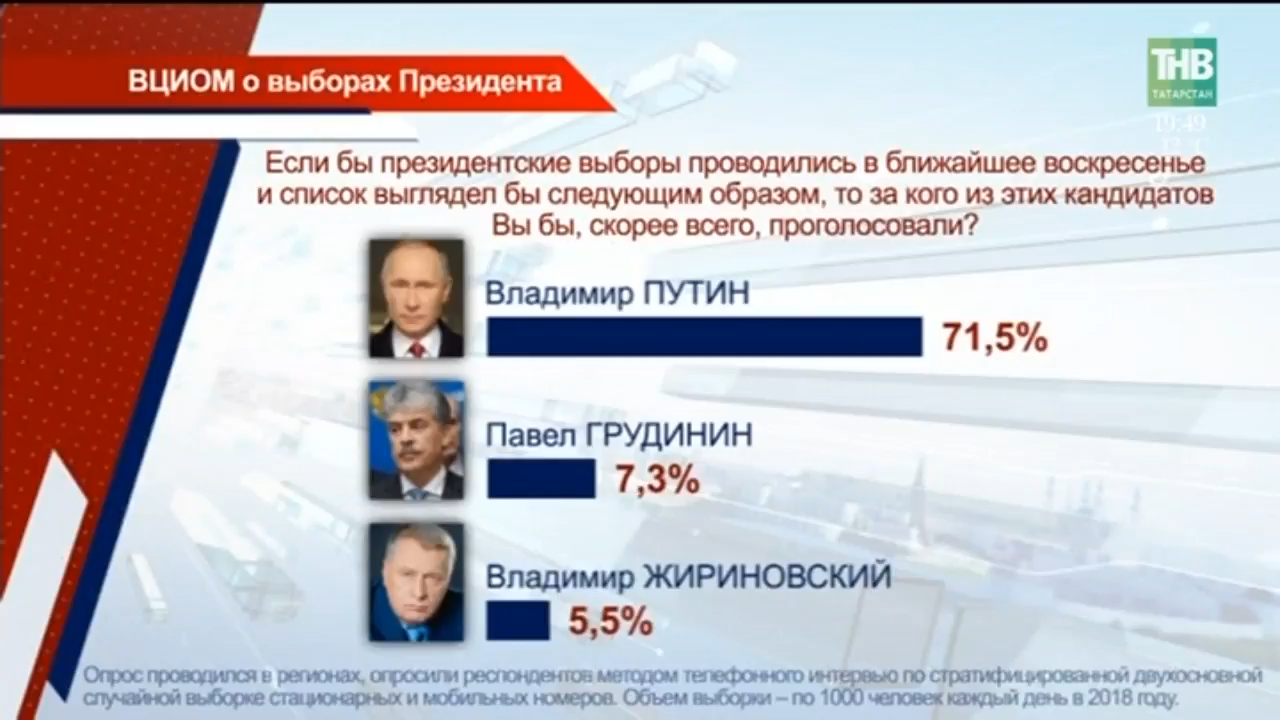 ВЦИОМ о выборах Президента
ТНВ
ТАТАРСТАН
19:49
Если бы президентские выборы проводились в ближайшее воскресенье
и список выглядел бы следующим образом, то за кого из этих кандидатов
Вы бы, скорее всего, проголосовали?
Владимир ПУТИН
71,5%
Павел ГРУДИНИН
7,3%
Владимир ЖИРИНОВСКИЙ
5,5%
Опрос проводился в регионах, опросили респондентов методом телефонного интервью по стратифицированной двухосновной
случайной выборке стационарных и мобильных номеров. Объем выборки – по 1000 человек каждый день в 2018 году.